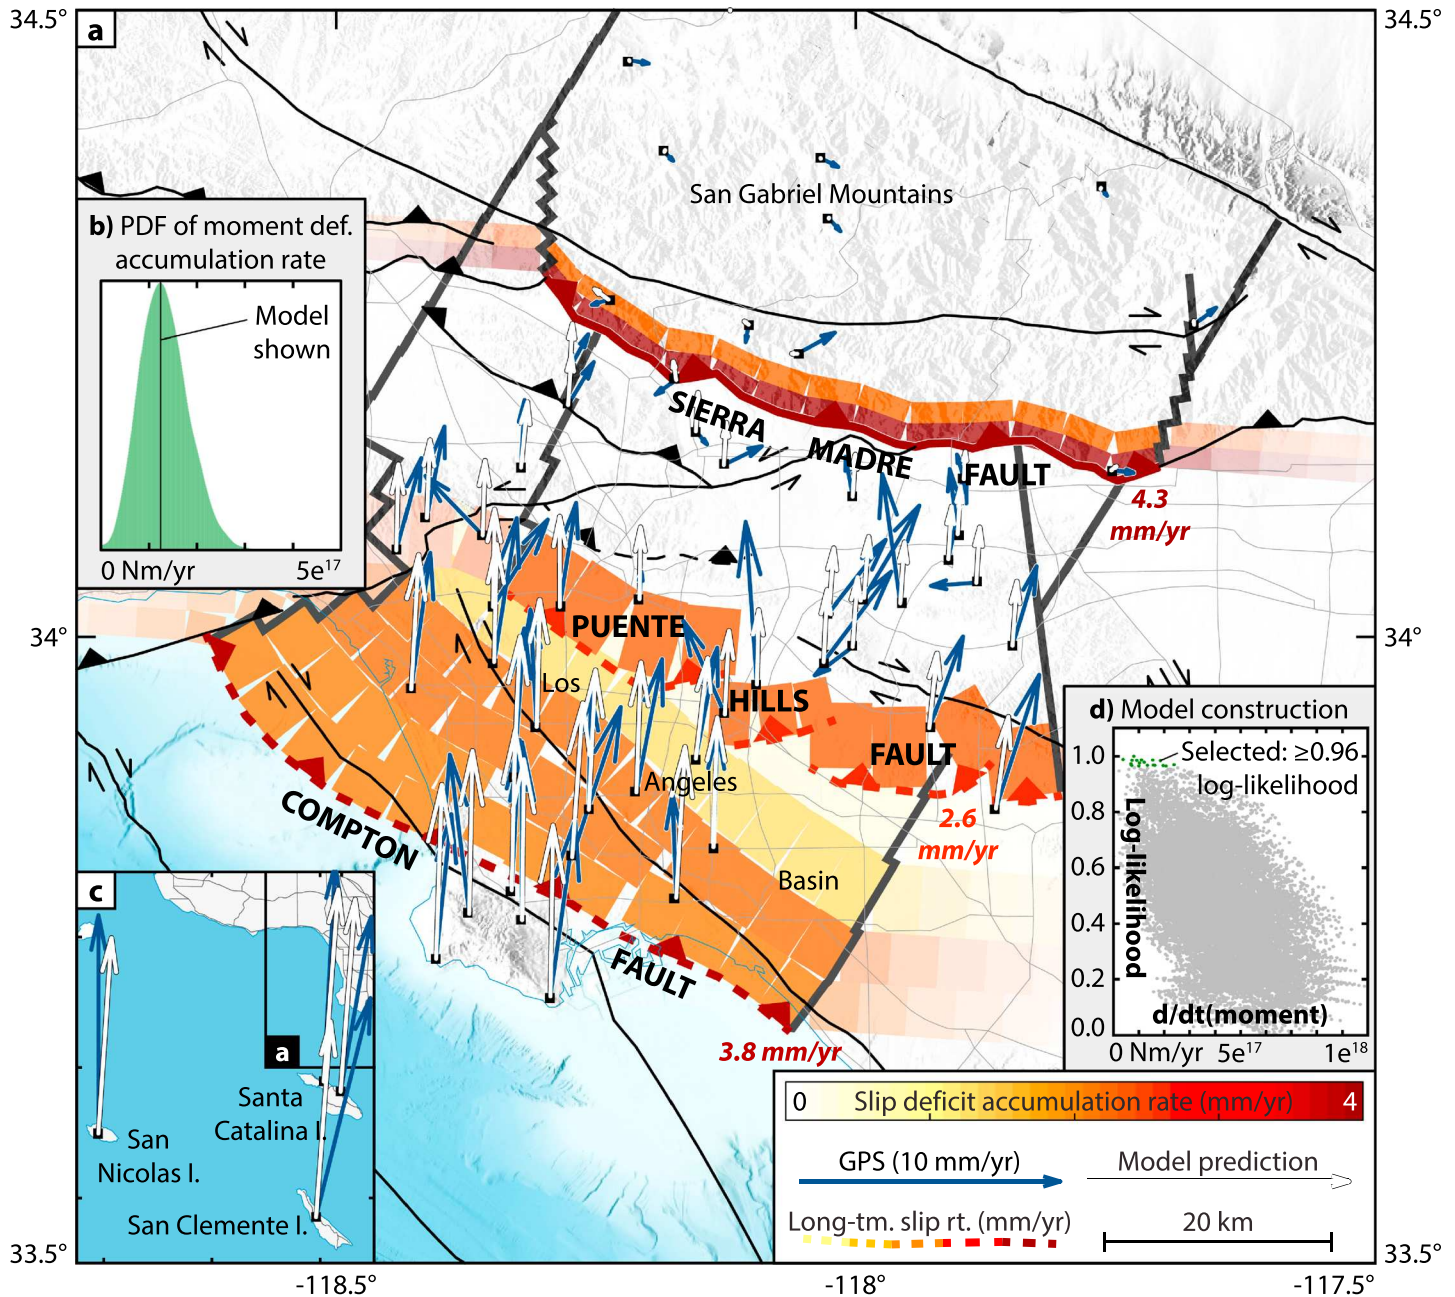 34.5°
34.5°
a
San Gabriel Mountains
b) PDF of moment def.
accumulation rate
Model
shown
0 Nm/yr
5e17
SIERRA
MADRE
FAULT
4.3
mm/yr
34°
34°
PUENTE
HILLS
FAULT
Los
Angeles
Basin
2.6
mm/yr
COMPTON
FAULT
3.8 mm/yr
c
a
Santa
Catalina I.
San
Nicolas I.
San Clemente I.
d) Model construction
Selected: ≥0.96
log-likelihood
Log-likelihood
1.0
0.8
0.6
0.4
0.2
0.0
d/dt(moment)
0 Nm/yr
5e17
1e18
0
Slip deficit accumulation rate (mm/yr)
4
GPS (10 mm/yr)
Model prediction
Long-tm. slip rt. (mm/yr)
20 km
33.5°
33.5°
-118.5°
-118°
-117.5°